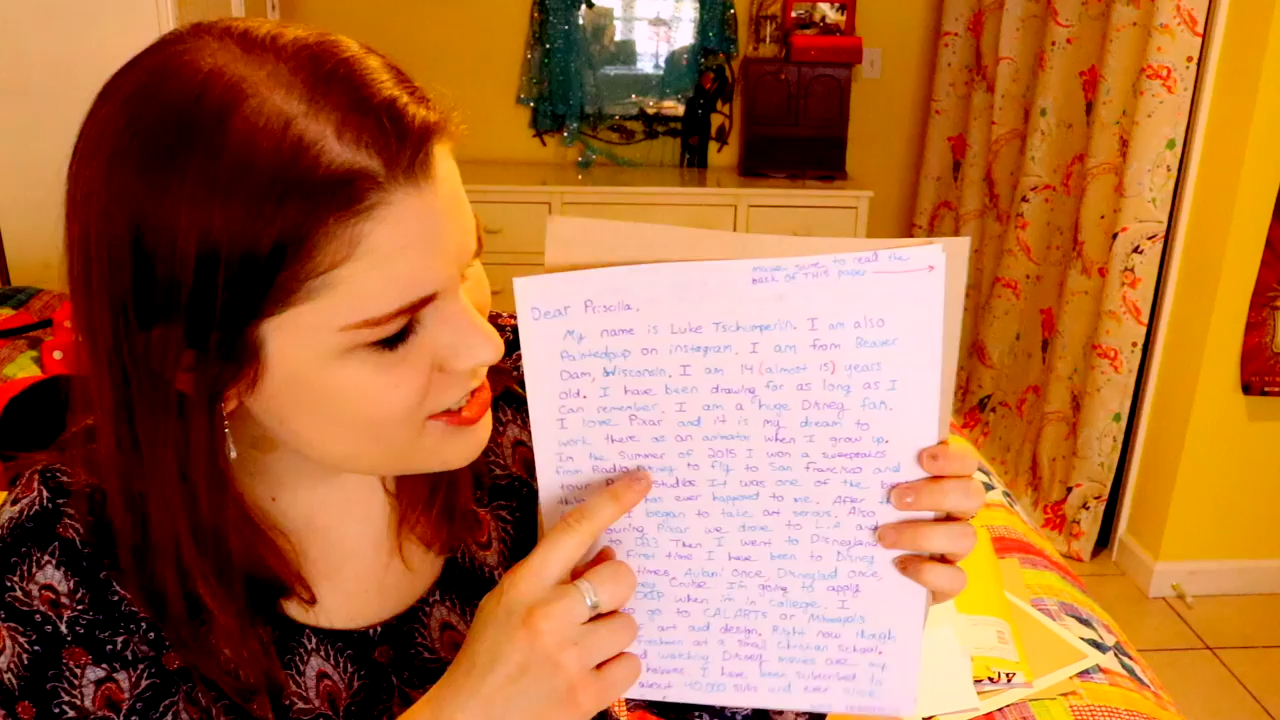 make sure to read the
back of THIS paper
Dear Priscilla,
My name is Luke Tschumperlin. I am also
Paintedpup on instagram. I am from Beaver
Dam, Wisconsin. I am 14 (almost 15) years
old. I have been drawing for as long as I
can remember. I am a huge Disney fan.
I love Pixar and it is my dream to
work there as an animator when I grow up.
In the summer of 2015 I won a sweepstakes
from Radio Disney to fly to San Francisco and
tour studios. It was one of the
has ever happened to me. After
I began to take art serious. Also
touring Pixar we drove to L.A and
to D23 Then I went to Disneyland
First time I have been to Disney
times, Aulani once, Disneyland once,
Cruise I'm going to apply
when im in college. I
to go to CALARTS or Minneapolis
art and design. Right now though
freshmen at a small christian school.
watching Disney movies are my
hobbies. I have been subscribed
about 40,000 subs and ever since